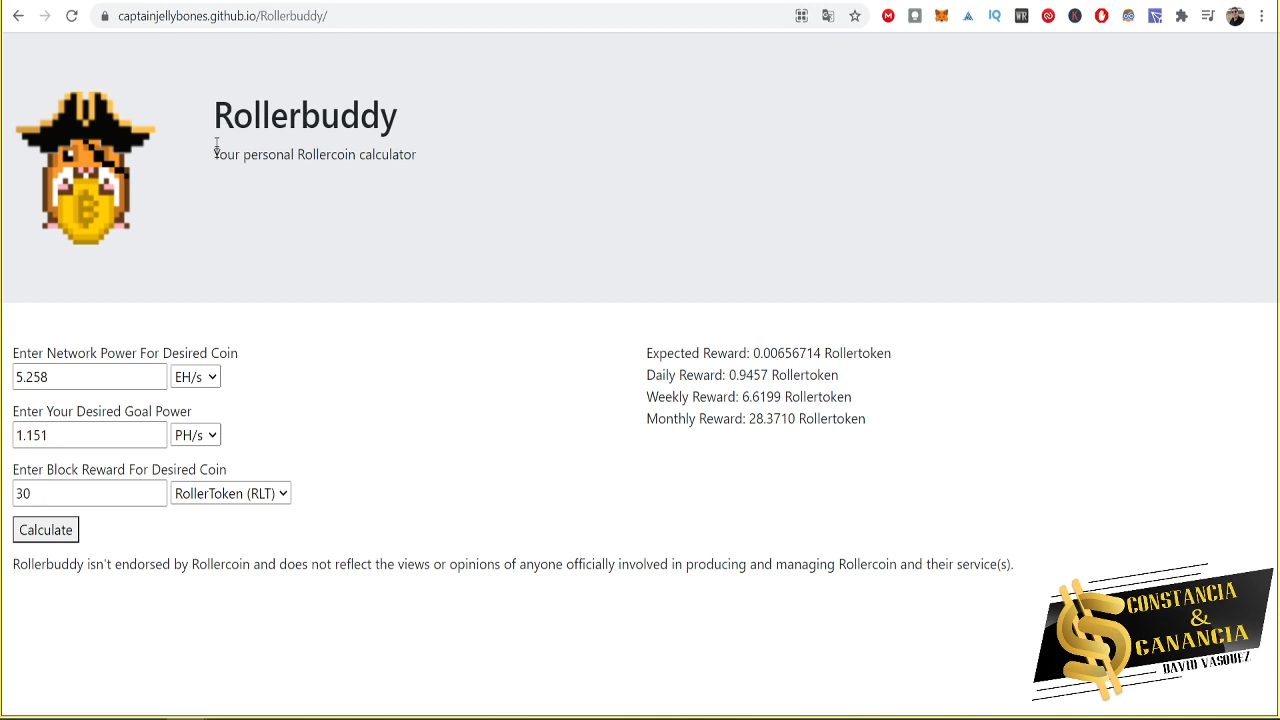 captainjellybones.github.io/Rollerbuddy/
Rollerbuddy
Your personal Rollercoin calculator
Enter Network Power For Desired Coin
5.258 EH/s
Enter Your Desired Goal Power
1.151 PH/s
Enter Block Reward For Desired Coin
30 RollerToken (RLT)
Calculate
Expected Reward: 0.00656714 Rollertoken
Daily Reward: 0.9457 Rollertoken
Weekly Reward: 6.6199 Rollertoken
Monthly Reward: 28.3710 Rollertoken
Rollerbuddy isn't endorsed by Rollercoin and does not reflect the views or opinions of anyone officially involved in producing and managing Rollercoin and their service(s).
CONSTANCIA
&
GANANCIA
DAVID VASQUEZ